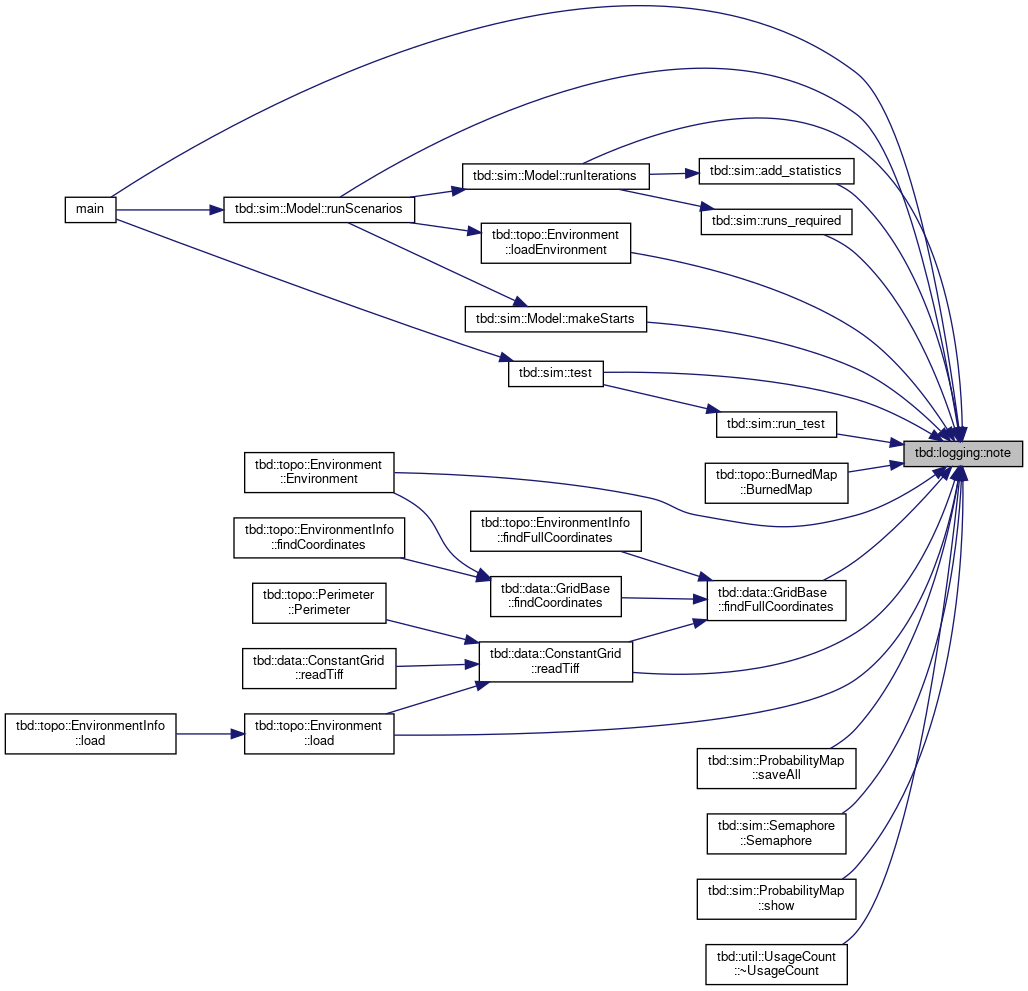 main
tbd::sim::Model::runScenarios
tbd::sim::Model::runIterations
tbd::sim::add_statistics
tbd::sim::runs_required
tbd::topo::Environment
::loadEnvironment
tbd::sim::Model::makeStarts
tbd::sim::test
tbd::sim::run_test
tbd::logging::note
tbd::topo::BurnedMap
::BurnedMap
tbd::topo::Environment
::Environment
tbd::topo::EnvironmentInfo
::findCoordinates
tbd::topo::EnvironmentInfo
::findFullCoordinates
tbd::data::GridBase
::findCoordinates
tbd::data::GridBase
::findFullCoordinates
tbd::topo::Perimeter
::Perimeter
tbd::data::ConstantGrid
::readTiff
tbd::data::ConstantGrid
::readTiff
tbd::topo::EnvironmentInfo
::load
tbd::topo::Environment
::load
tbd::sim::ProbabilityMap
::saveAll
tbd::sim::Semaphore
::Semaphore
tbd::sim::ProbabilityMap
::show
tbd::util::UsageCount
::~UsageCount